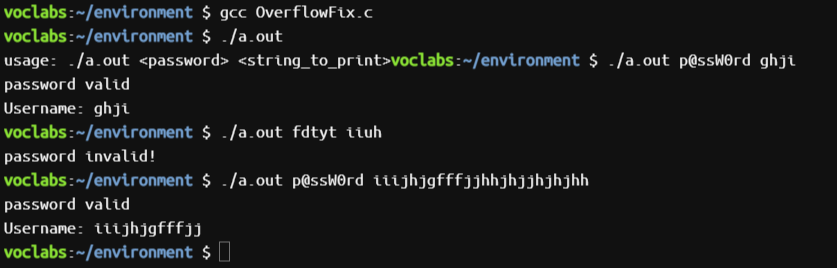 voclabs:~/environment $ gcc OverflowFix.c
voclabs:~/environment $ ./a.out
usage: ./a.out <password> <string_to_print>voclabs:~/environment $ ./a.out p@ssW0rd ghji
password valid
Username: ghji
voclabs:~/environment $ ./a.out fdtyt iiuh
password invalid!
voclabs:~/environment $ ./a.out p@ssW0rd iiijhjgfffjjhhjhjjhjhjhh
password valid
Username: iiijhjgfffjj
voclabs:~/environment $